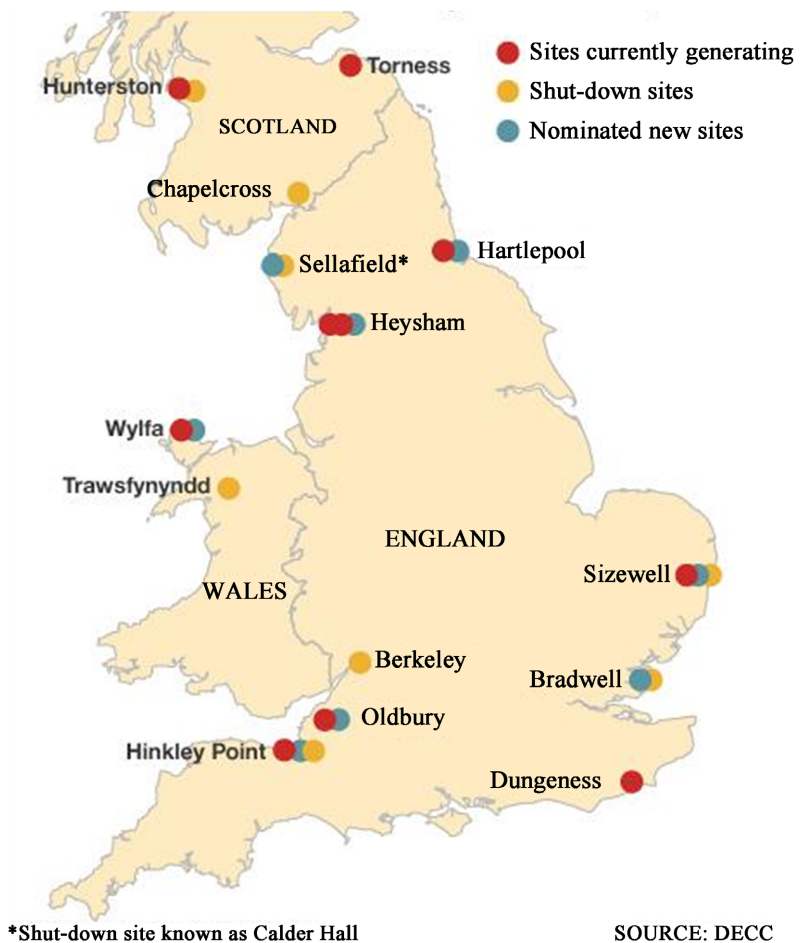 Sites currently generating
Torness
Hunterston
Shut-down sites
SCOTLAND
Nominated new sites
Chapelcross
Hartlepool
Sellafield*
Heysham
Wylfa
Trawsfynyndd
ENGLAND
Sizewell
WALES
Berkeley
Bradwell
Oldbury
Hinkley Point
Dungeness
*Shut-down site known as Calder Hall
SOURCE: DECC